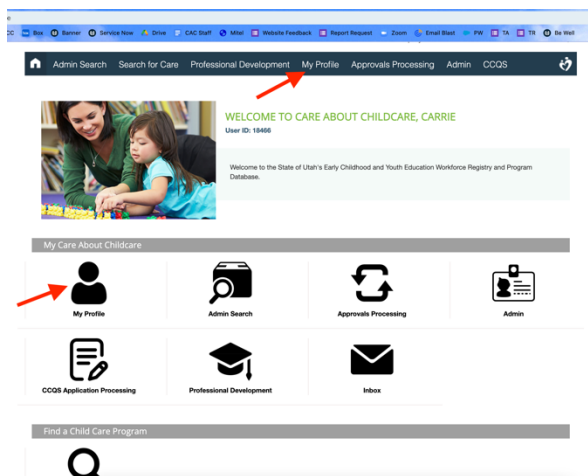 CC Box Banner Service Now Drive CAC Staff Mitel Website Feedback Report Request Zoom Email Blast PW TA TR Be Well
Admin Search Search for Care Professional Development My Profile Approvals Processing Admin CCQS
WELCOME TO CARE ABOUT CHILDCARE, CARRIE
User ID: 18466
Welcome to the State of Utah's Early Childhood and Youth Education Workforce Registry and Program
Database.
My Care About Childcare
My Profile Admin Search Approvals Processing Admin
CCQS Application Processing Professional Development Inbox
Find a Child Care Program